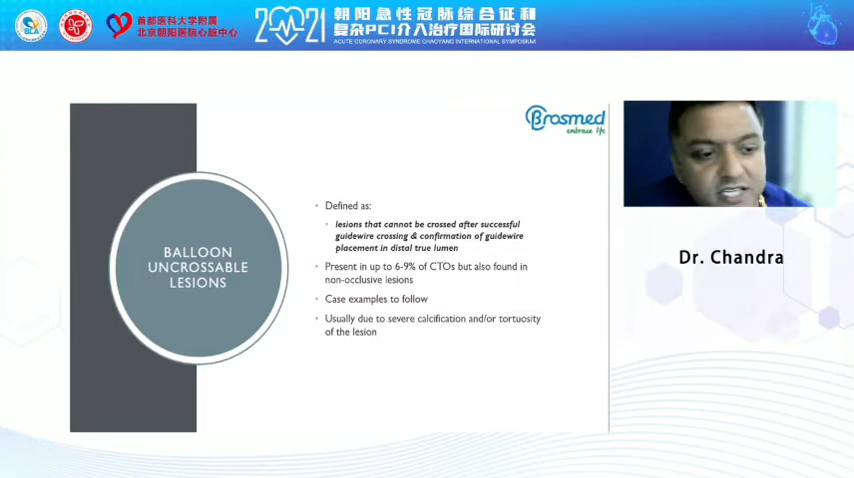 BLA
首都医科大学附属
北京朝阳医院心脏中心
2021
朝阳急性冠脉综合征和
复杂PCI介入治疗国际研讨会
ACUTE CORONARY SYNDROME CHAOYANG INTERNATIONAL SYMPOSIUM
Brosmed
embrace life
BALLOON
UNCROSSABLE
LESIONS
• Defined as:
• lesions that cannot be crossed after successful
guidewire crossing & confirmation of guidewire
placement in distal true lumen
• Present in up to 6-9% of CTOs but also found in
non-occlusive lesions
• Case examples to follow
• Usually due to severe calcification and/or tortuosity
of the lesion
Dr. Chandra